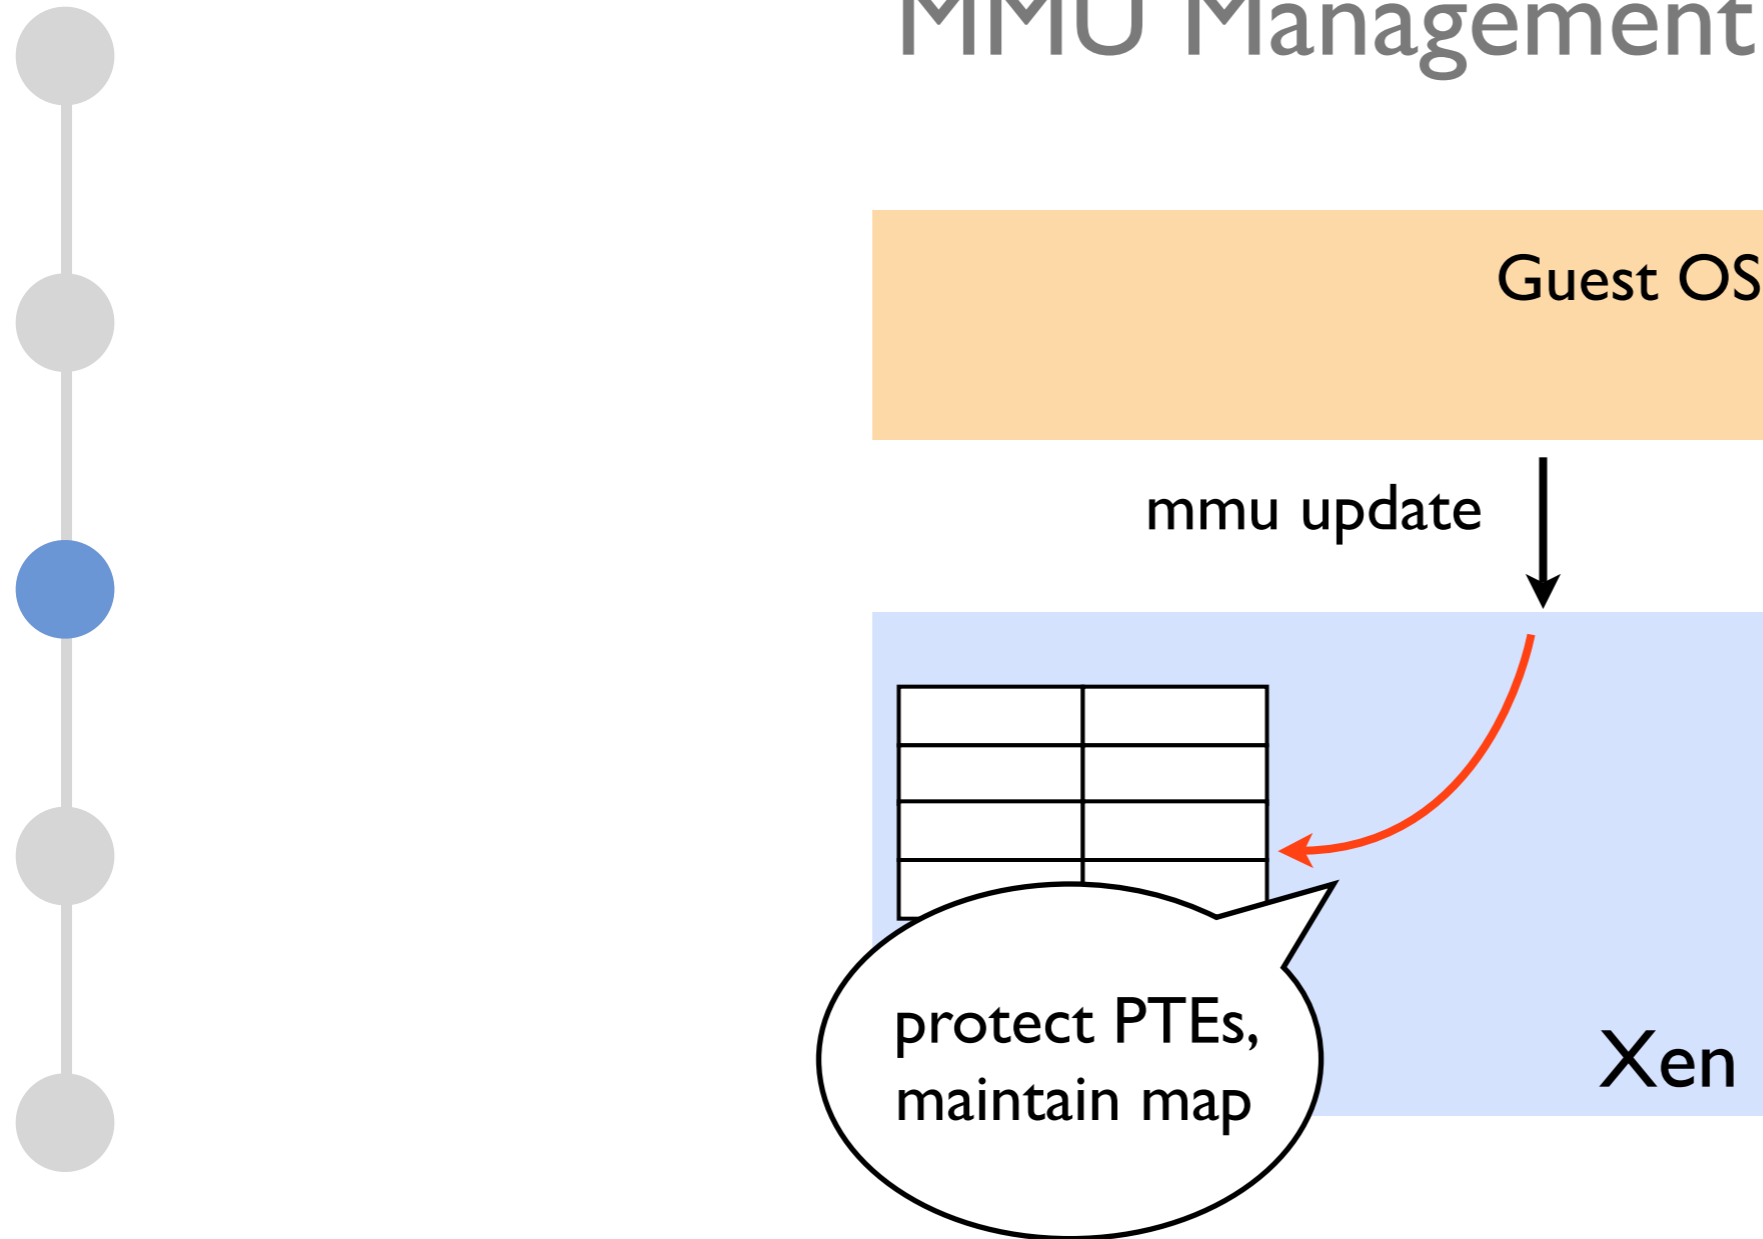 MMU Management
Guest OS
mmu update
protect PTEs,
maintain map
Xen